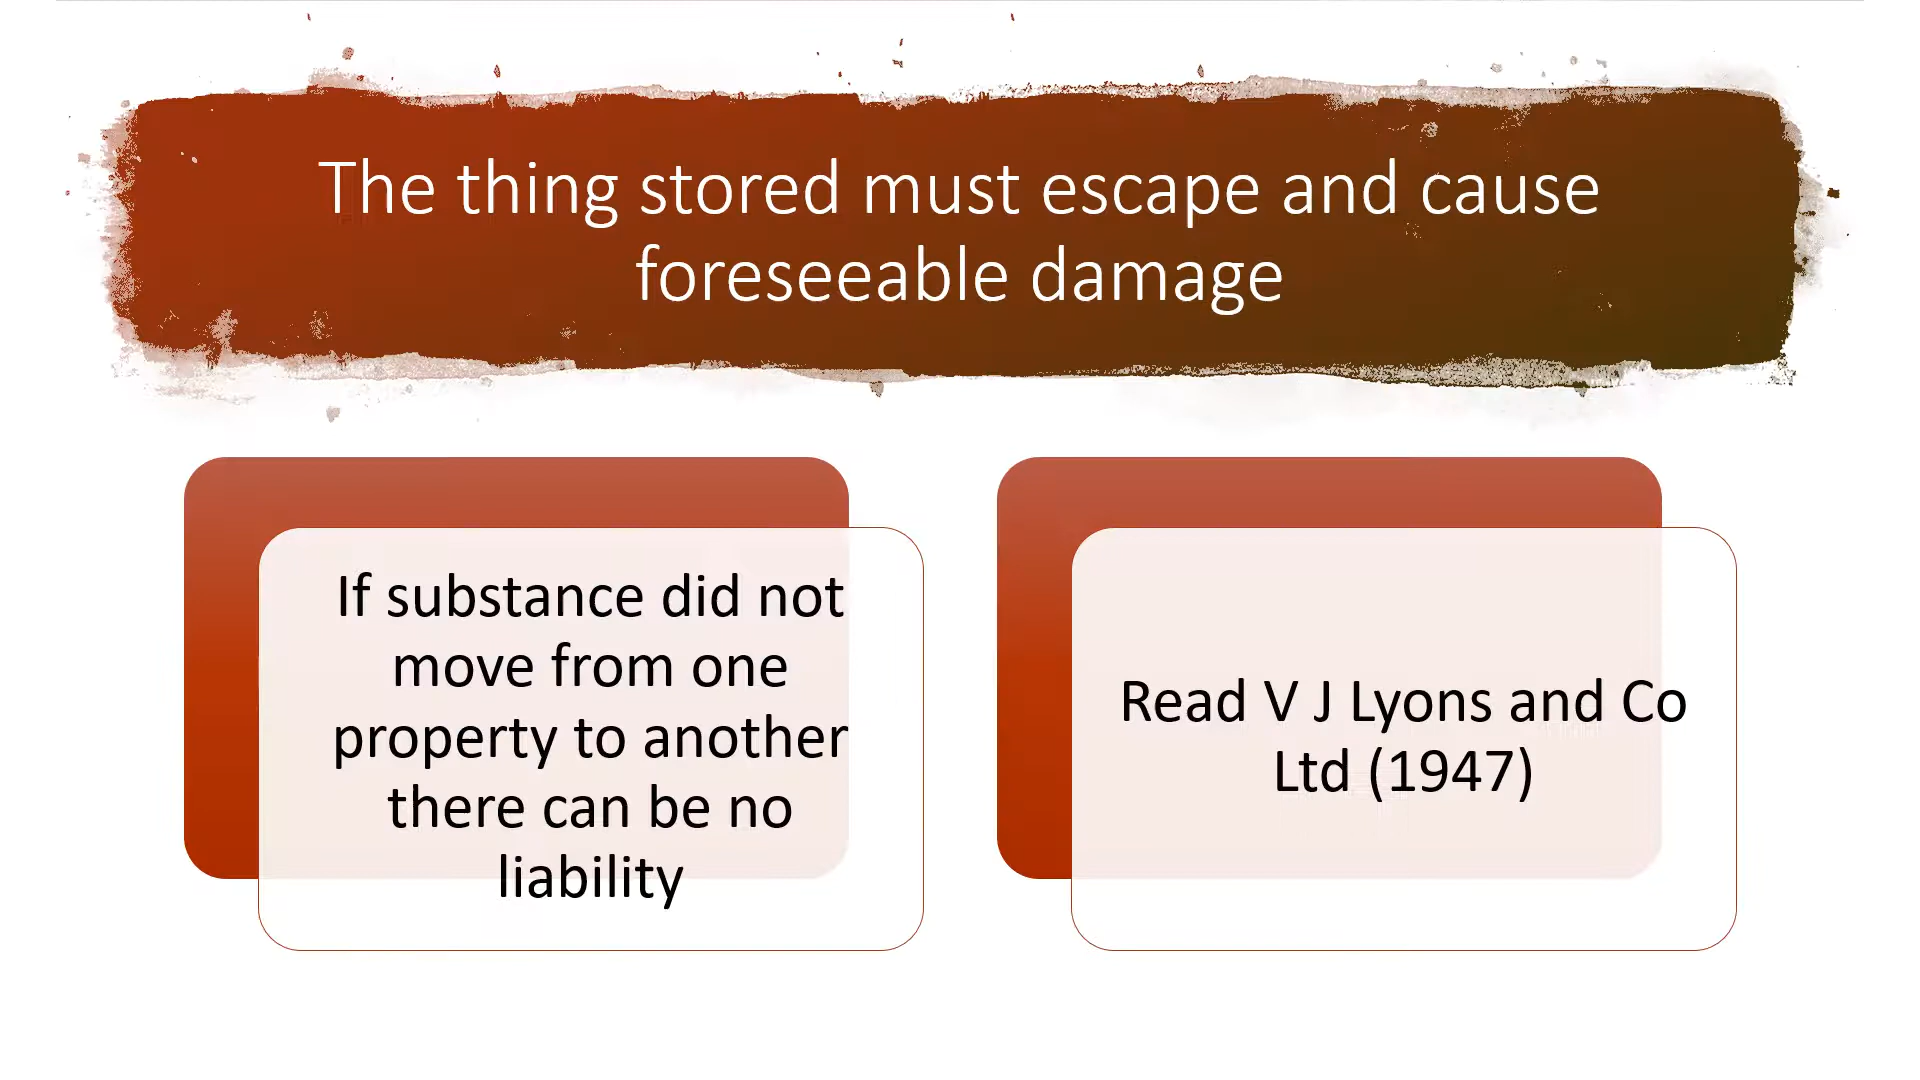 The thing stored must escape and cause
foreseeable damage
If substance did not
move from one
property to another
there can be no
liability
Read V J Lyons and Co
Ltd (1947)